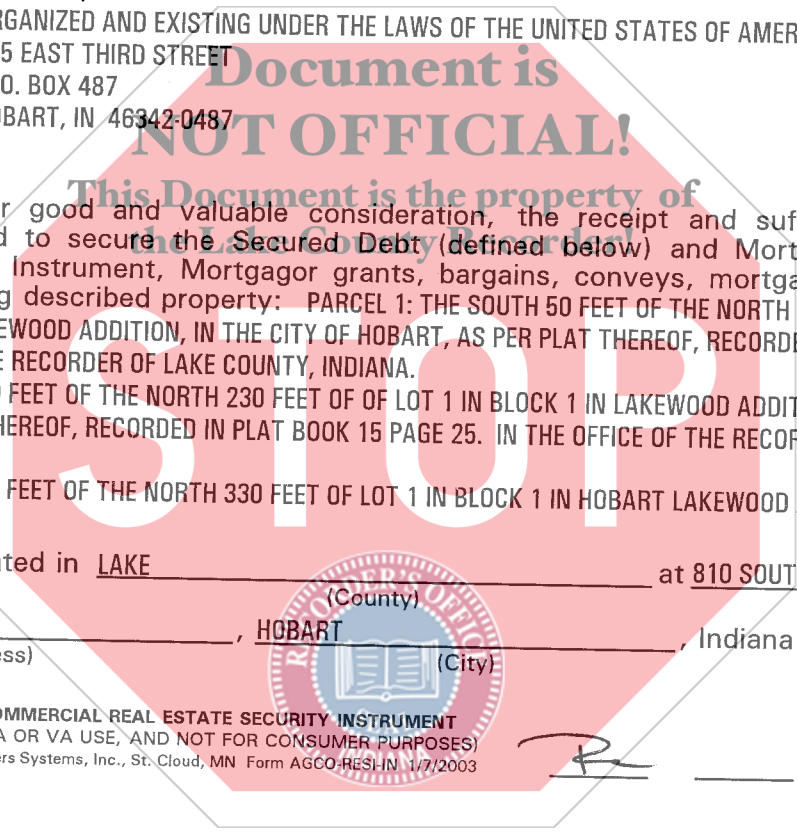 RGANIZED AND EXISTING UNDER THE LAWS OF THE UNITED STATES OF AMER
5 EAST THIRD STREET
Document is
O. BOX 487
BART, IN 46342-0487
NOT OFFICIAL!
This Document is the property of
r good and valuable consideration, the receipt and suf
the Lake County Recorder!
d to secure the Secured Debt (defined below) and Mort
Instrument, Mortgagor grants, bargains, conveys, mortga
g described property: PARCEL 1: THE SOUTH 50 FEET OF THE NORTH
EWOOD ADDITION, IN THE CITY OF HOBART, AS PER PLAT THEREOF, RECORDE
E RECORDER OF LAKE COUNTY, INDIANA.
FEET OF THE NORTH 230 FEET OF OF LOT 1 IN BLOCK 1 IN LAKEWOOD ADDIT
HEREOF, RECORDED IN PLAT BOOK 15 PAGE 25. IN THE OFFICE OF THE RECOR
STOP
FEET OF THE NORTH 330 FEET OF LOT 1 IN BLOCK 1 IN HOBART LAKEWOOD
ated in LAKE at 810 SOUT
(County)
, HOBART , Indiana
ess) (City)
RECORDER'S OFFICE
INDIANA
OMMERCIAL REAL ESTATE SECURITY INSTRUMENT
A OR VA USE, AND NOT FOR CONSUMER PURPOSES)
ers Systems, Inc., St. Cloud, MN Form AGCO-RESI-IN 1/7/2003